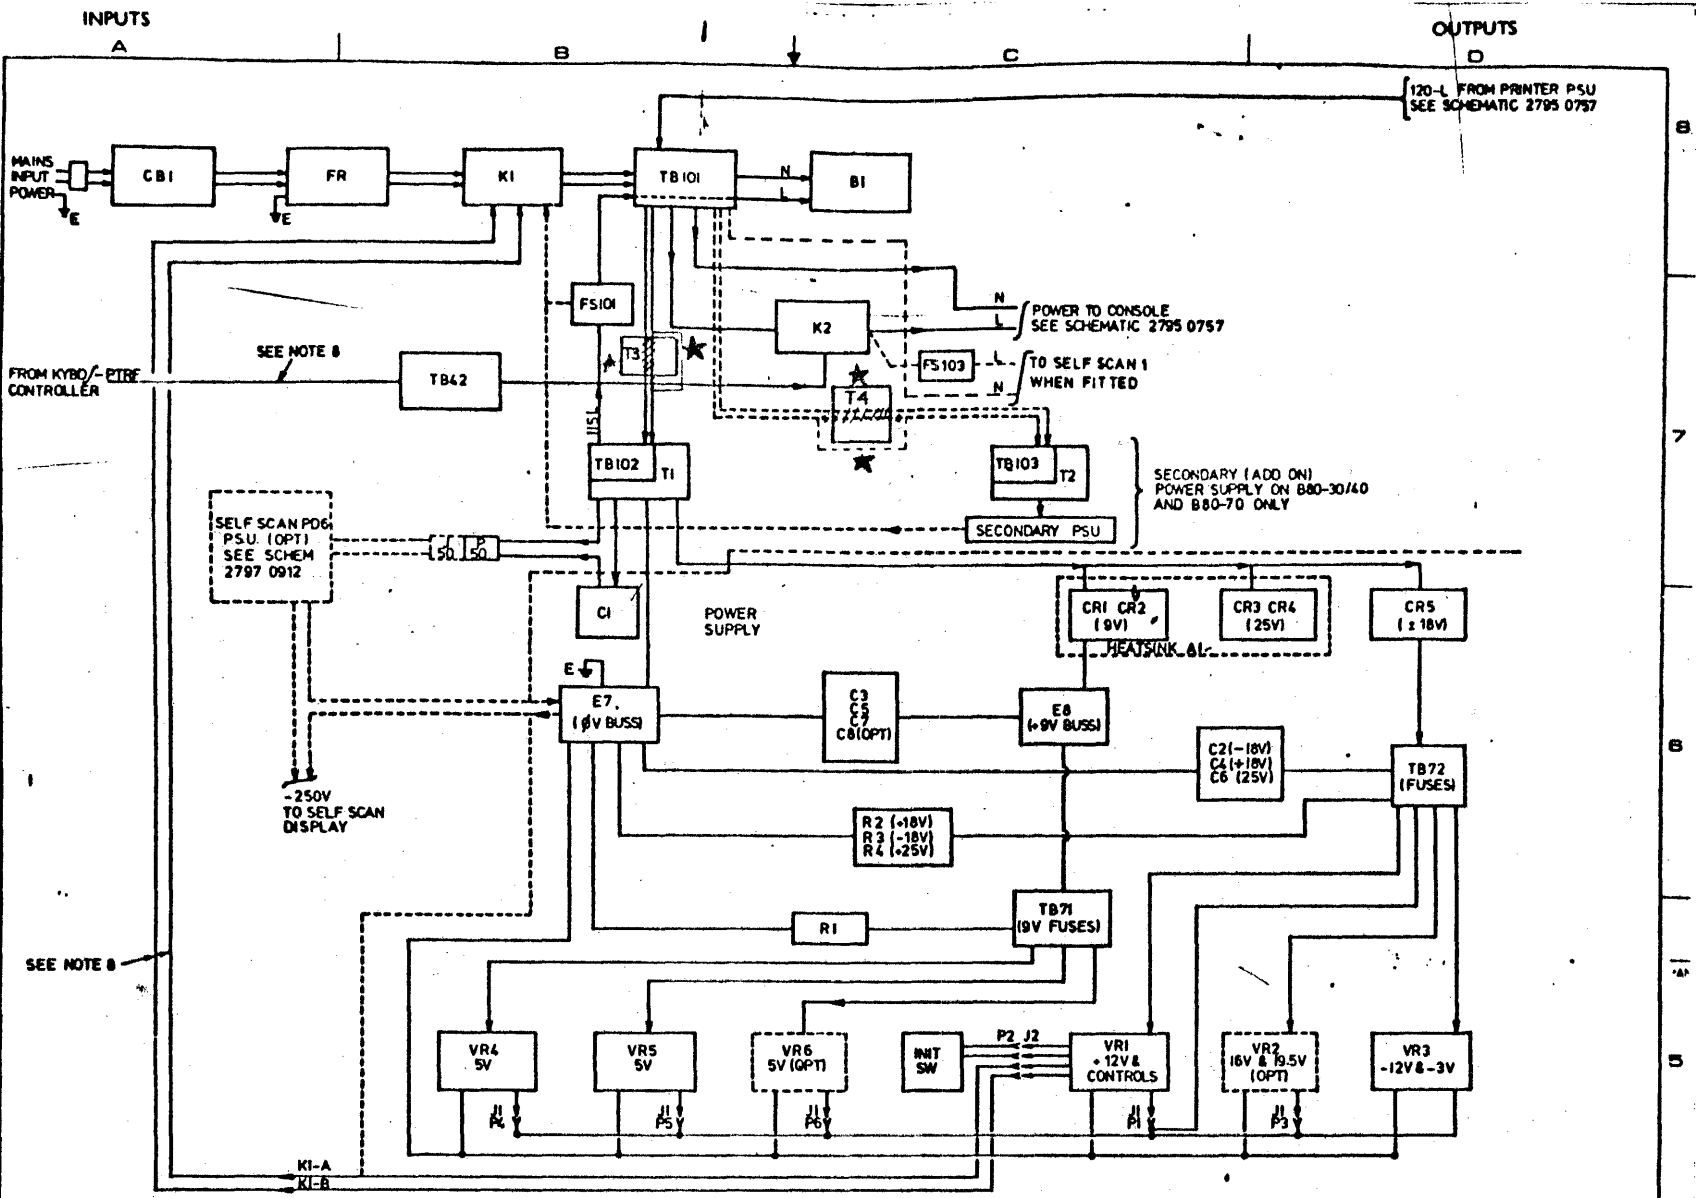 INPUTS
OUTPUTS
A
B
C
D
120-L FROM PRINTER PSU
SEE SCHEMATIC 2795 0757
8
MAINS
INPUT
POWER
E
CB1
FR
E
K1
TB101
N
L
B1
FS101
K2
N
L
POWER TO CONSOLE
SEE SCHEMATIC 2795 0757
T3
SEE NOTE 8
FS103
L
N
TO SELF SCAN 1
WHEN FITTED
FROM KYBD/-PTRF
CONTROLLER
TB42
T4
115L
7
TB102
T1
TB103
T2
SECONDARY (ADD ON)
POWER SUPPLY ON B80-30/40
AND B80-70 ONLY
SECONDARY PSU
SELF SCAN PD6
P.S.U. (OPT)
SEE SCHEM
2797 0912
J
50
P
50
C1
POWER
SUPPLY
CR1 CR2
(9V)
CR3 CR4
(25V)
HEATSINK A1
CR5
(±18V)
E
E7
(ØV BUSS)
C3
C5
C7
C8(OPT)
E8
(+9V BUSS)
C2(-18V)
C4(+18V)
C6 (25V)
TB72
(FUSES)
6
-250V
TO SELF SCAN
DISPLAY
R2 (+18V)
R3 (-18V)
R4 (+25V)
R1
TB71
(9V FUSES)
SEE NOTE 8
VR4
5V
VR5
5V
VR6
5V (OPT)
INIT
SW
P2 J2
VR1
+12V &
CONTROLS
VR2
16V & 19.5V
(OPT)
VR3
-12V & -3V
5
J1
P4
J1
P5
J1
P6
J1
P1
J1
P3
K1-A
K1-B